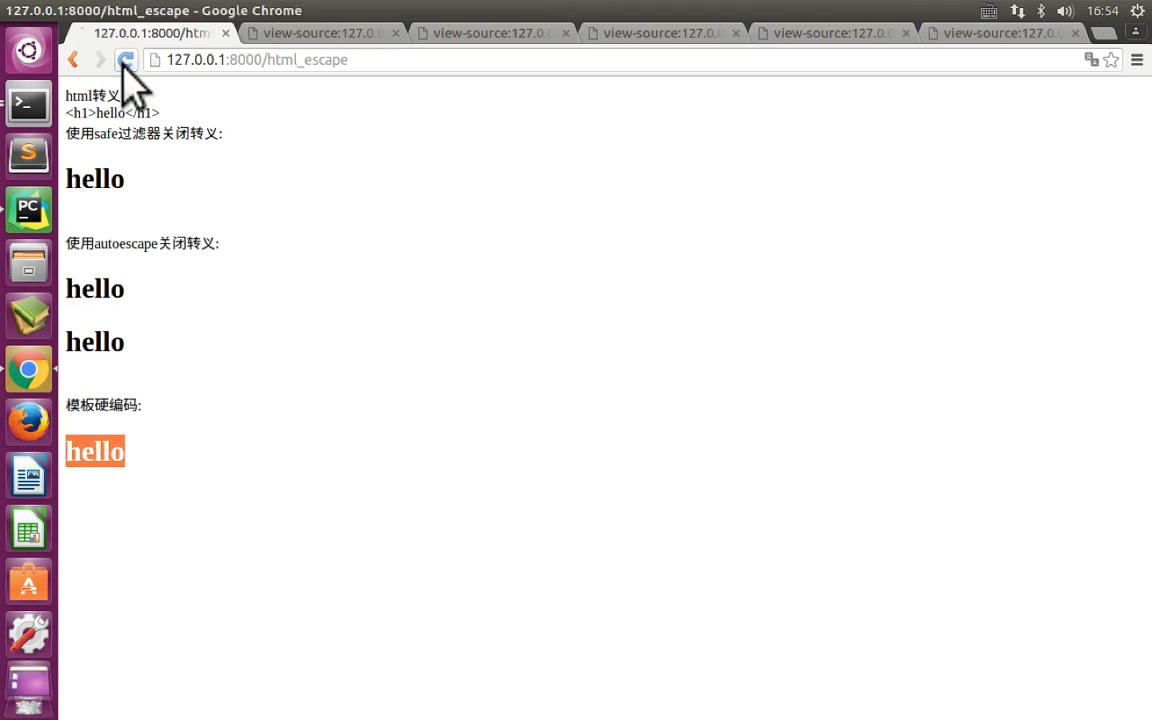 127.0.0.1:8000/html_escape - Google Chrome
16:54
127.0.0.1:8000/htm
view-source:127.0.
view-source:127.0.
view-source:127.0.
view-source:127.0.
view-source:127.0.
127.0.0.1:8000/html_escape
html转义
<h1>hello</h1>
使用safe过滤器关闭转义:
hello
使用autoescape关闭转义:
hello
hello
模板硬编码:
hello